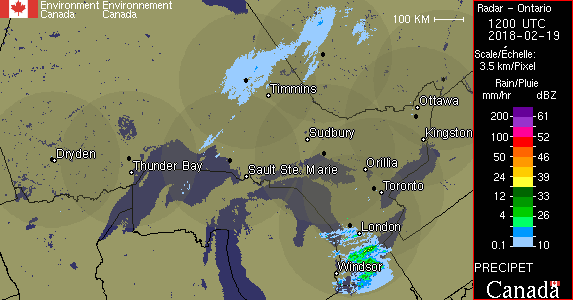 Environment Environnement
Canada Canada
100 KM
Timmins
Ottawa
Sudbury
Kingston
Dryden
Thunder Bay
Sault Ste. Marie
Orillia
Toronto
London
Windsor
Radar - Ontario
1200 UTC
2018-02-19
Scale/Échelle:
3.5 km/Pixel
Rain/Pluie
mm/hr dBZ
200 61
100 52
50 46
24 39
12 33
4 26
0.1 10
PRECIPET
Canada